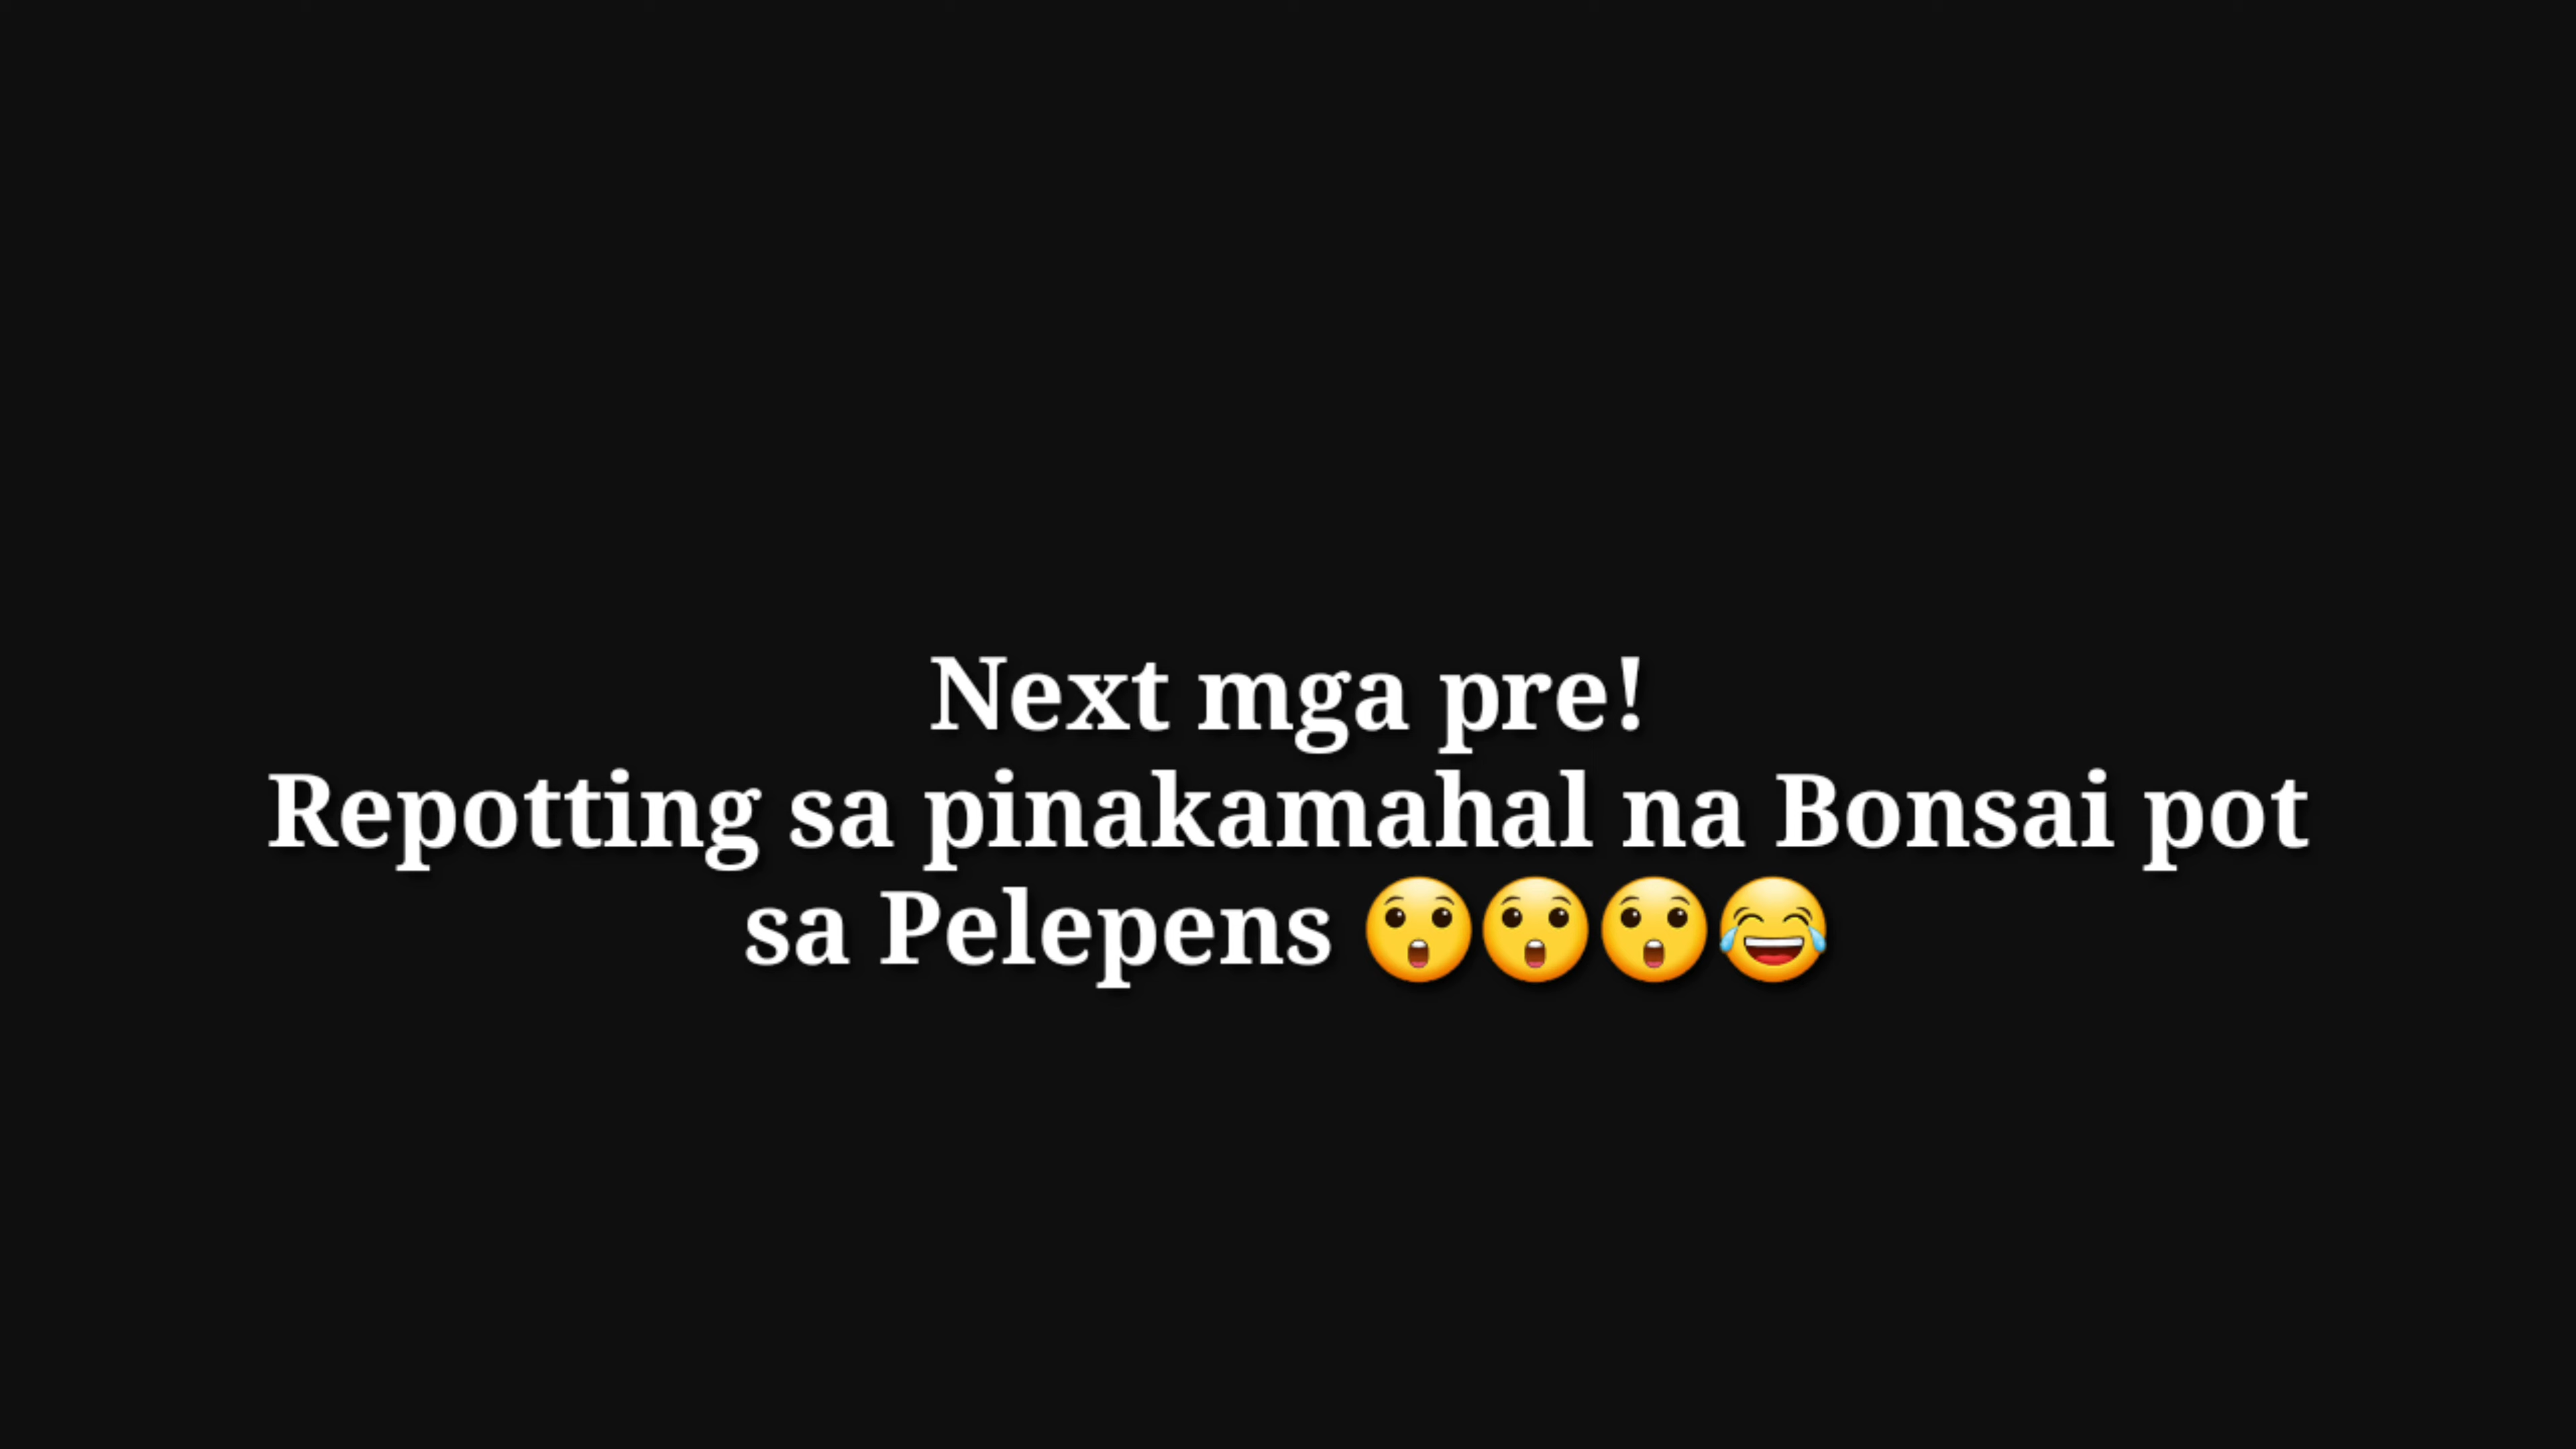 Next mga pre!
Repotting sa pinakamahal na Bonsai pot
sa Pelepens 😲😲😲😂